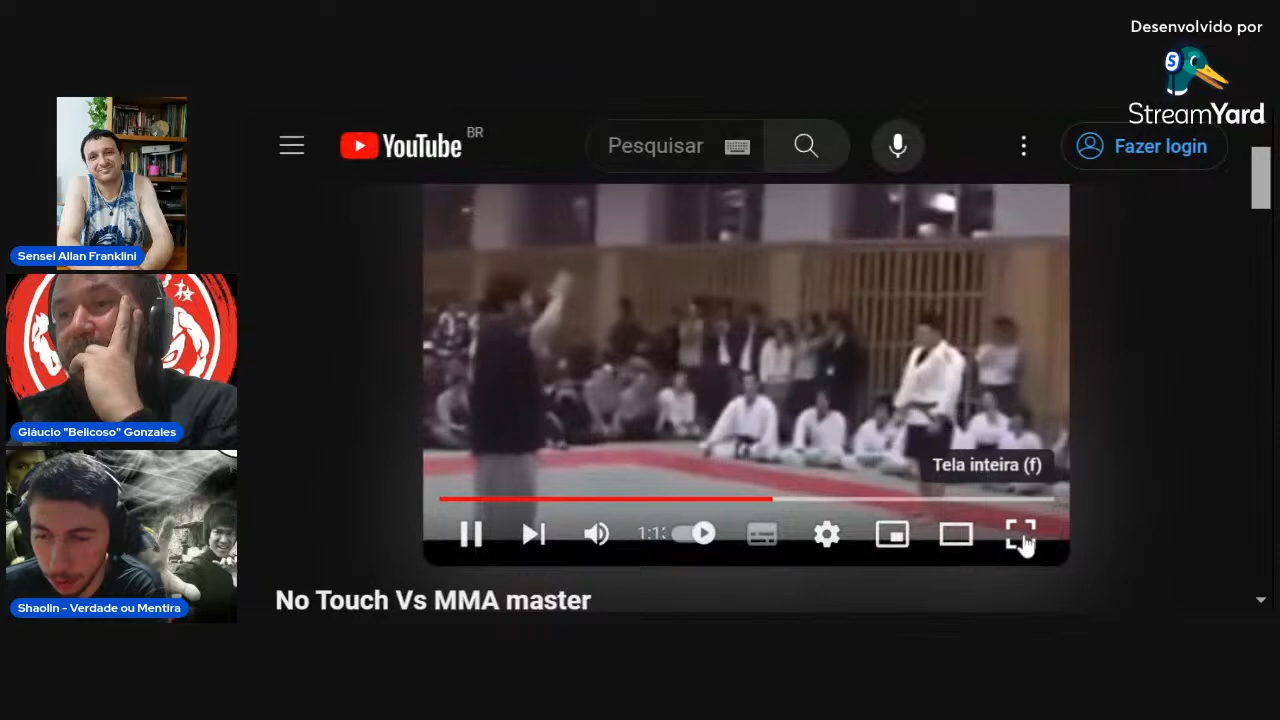 Desenvolvido por
StreamYard
YouTube BR
Pesquisar
Fazer login
Sensei Allan Franklini
Gláucio "Belicoso" Gonzales
Shaolin - Verdade ou Mentira
Tela inteira (f)
No Touch Vs MMA master